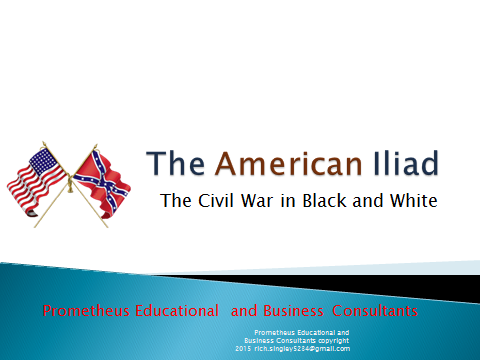 The American Iliad
The Civil War in Black and White
Prometheus Educational and Business Consultants
Prometheus Educational and
Business Consultants copyright
2015 rich.singley5234@gmail.com